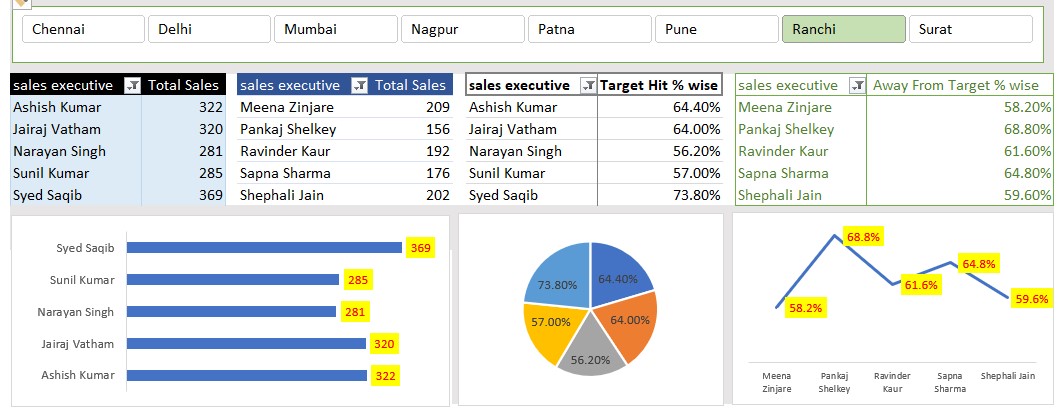 Chennai Delhi Mumbai Nagpur Patna Pune Ranchi Surat
sales executive Total Sales
Ashish Kumar 322
Jairaj Vatham 320
Narayan Singh 281
Sunil Kumar 285
Syed Saqib 369
sales executive Total Sales
Meena Zinjare 209
Pankaj Shelkey 156
Ravinder Kaur 192
Sapna Sharma 176
Shephali Jain 202
sales executive Target Hit % wise
Ashish Kumar 64.40%
Jairaj Vatham 64.00%
Narayan Singh 56.20%
Sunil Kumar 57.00%
Syed Saqib 73.80%
sales executive Away From Target % wise
Meena Zinjare 58.20%
Pankaj Shelkey 68.80%
Ravinder Kaur 61.60%
Sapna Sharma 64.80%
Shephali Jain 59.60%
Syed Saqib 369
Sunil Kumar 285
Narayan Singh 281
Jairaj Vatham 320
Ashish Kumar 322
73.80% 64.40%
57.00% 64.00%
56.20%
68.8%
64.8%
61.6%
59.6%
58.2%
Meena Pankaj Ravinder Sapna Shephali Jain
Zinjare Shelkey Kaur Sharma